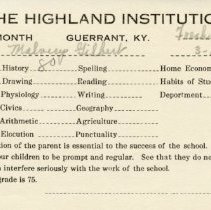 THE HIGHLAND INSTITUTION
MONTH GUERRANT, KY.
Gilbert
History Spelling Home Econom
80
Drawing Reading Habits of Stud
Physiology Writing Department
Civics Geography
Arithmetic Agriculture
Elocution Punctuality
tion of the parent is essential to the success of the school.
our children to be prompt and regular. See that they do no
interfere seriously with the work of the school.
grade is 75.